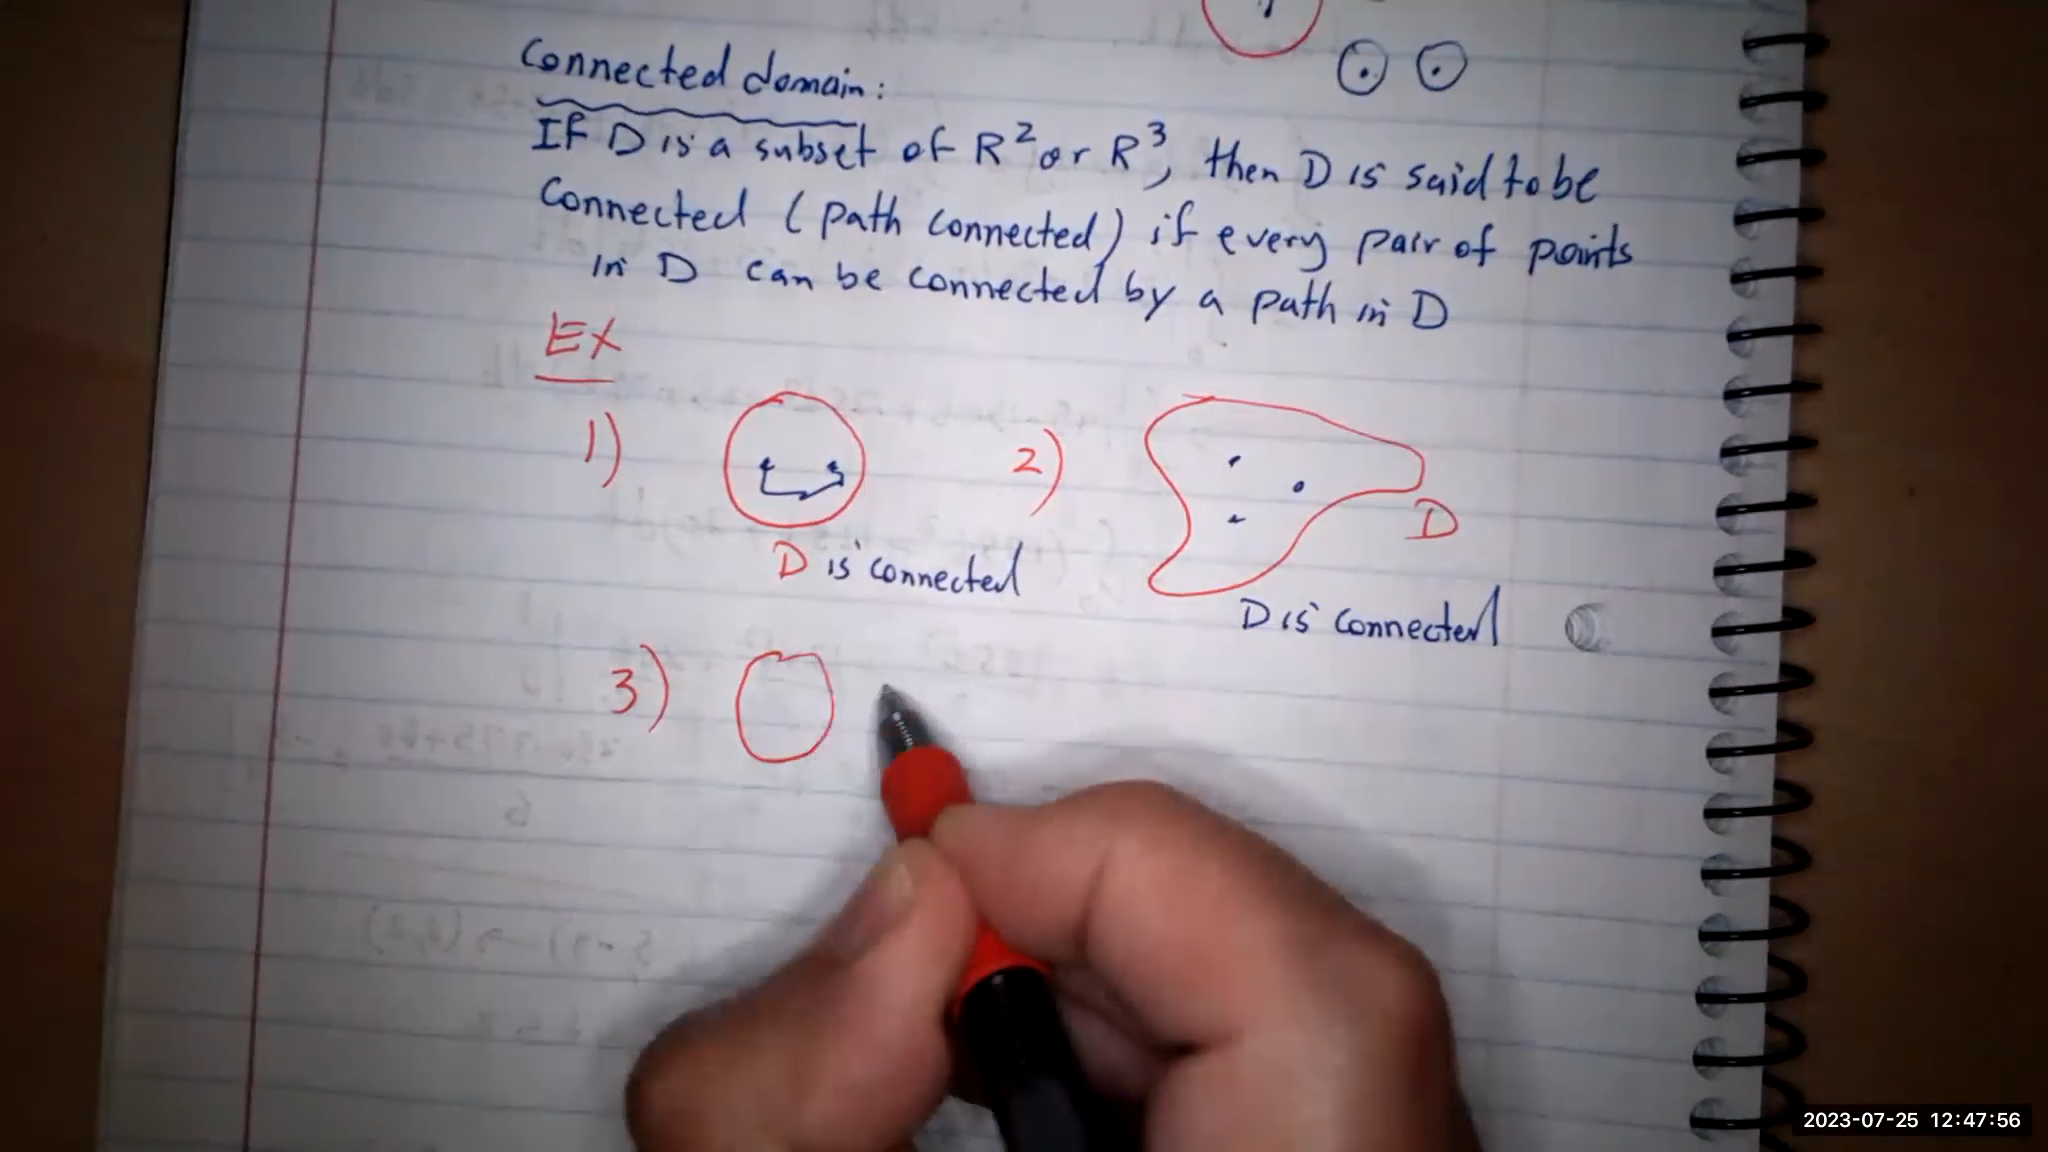 Connected domain:
If D is a subset of R² or R³, then D is said to be
Connected (path connected) if every pair of points
in D can be connected by a path in D
EX
1) 2)
D
D is connected
D is connected
3)
2023-07-25 12:47:56